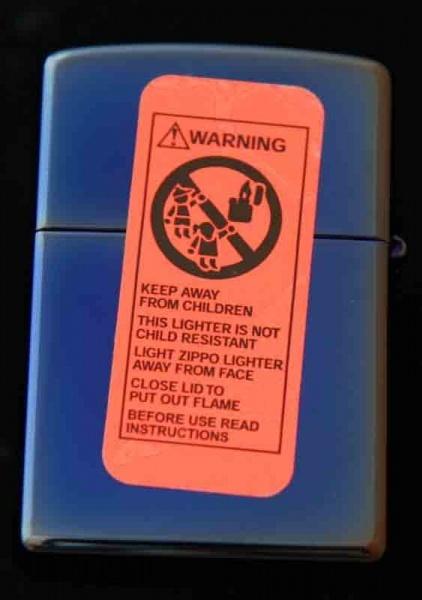 WARNING
KEEP AWAY
FROM CHILDREN
THIS LIGHTER IS NOT
CHILD RESISTANT
LIGHT ZIPPO LIGHTER
AWAY FROM FACE
CLOSE LID TO
PUT OUT FLAME
BEFORE USE READ
INSTRUCTIONS